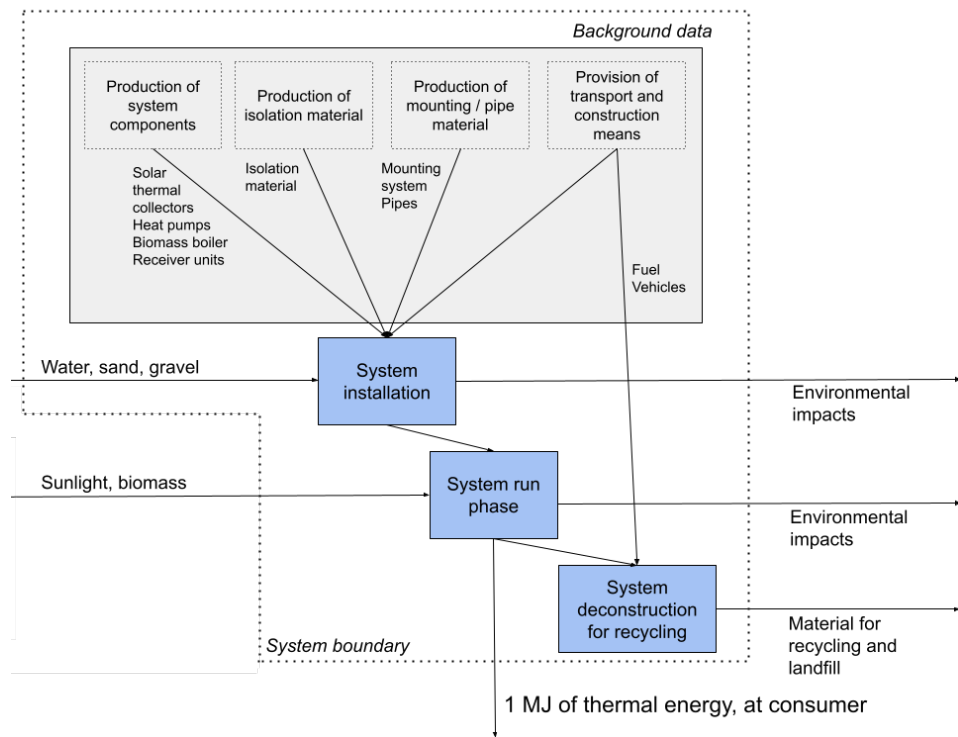 Background data
Production of
system
components
Production of
isolation material
Production of
mounting / pipe
material
Provision of
transport and
construction
means
Solar
thermal
collectors
Heat pumps
Biomass boiler
Receiver units
Isolation
material
Mounting
system
Pipes
Fuel
Vehicles
Water, sand, gravel
System
installation
Environmental
impacts
Sunlight, biomass
System run
phase
Environmental
impacts
System
deconstruction
for recycling
Material for
recycling and
landfill
System boundary
1 MJ of thermal energy, at consumer